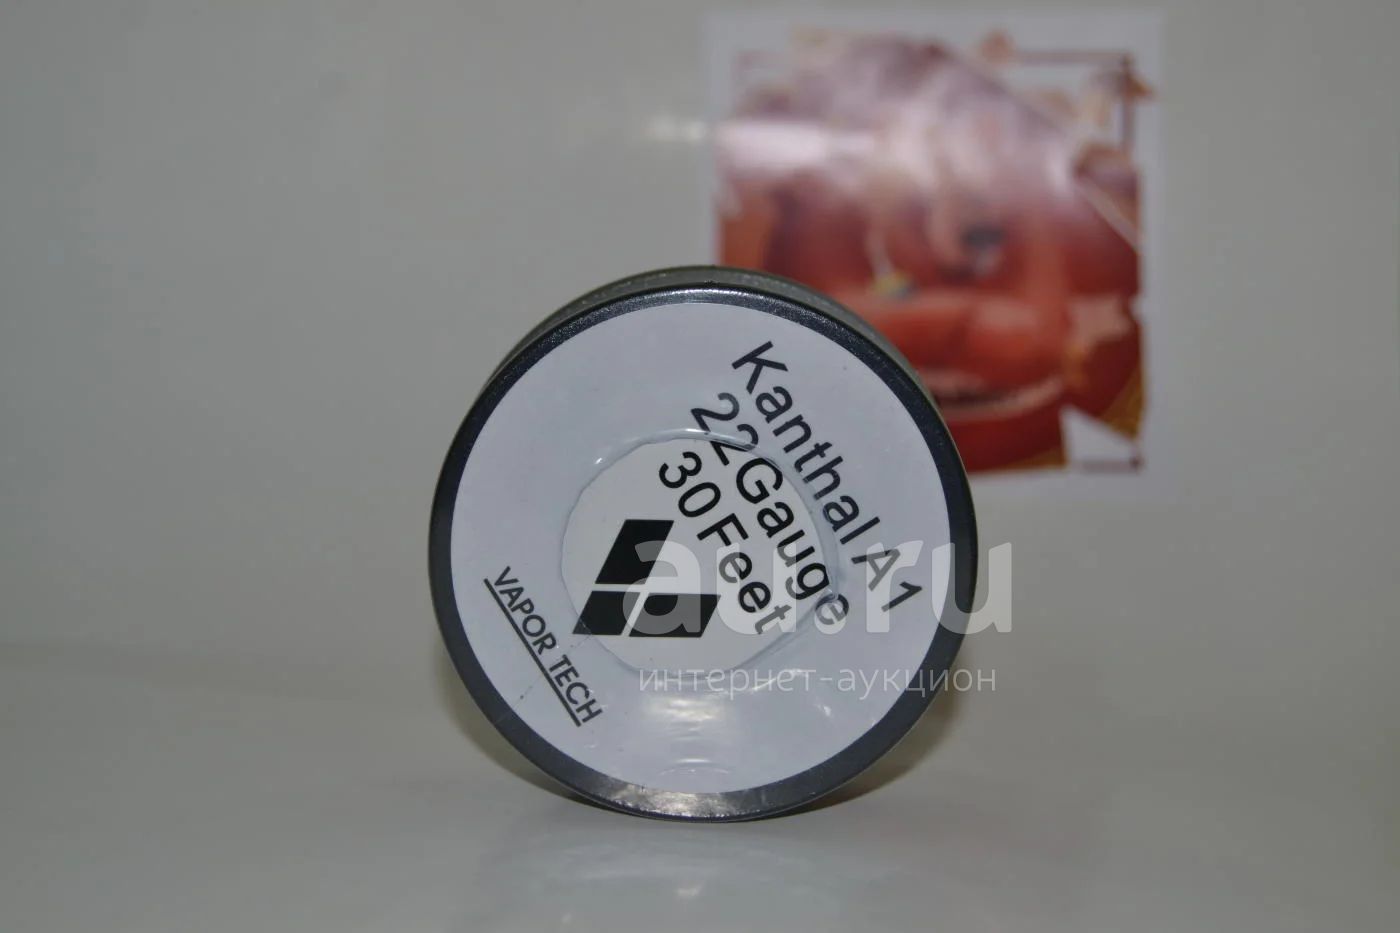 Kanthal A1
22Gauge
30Feet
VAPOR TECH
au.ru
интернет-аукцион